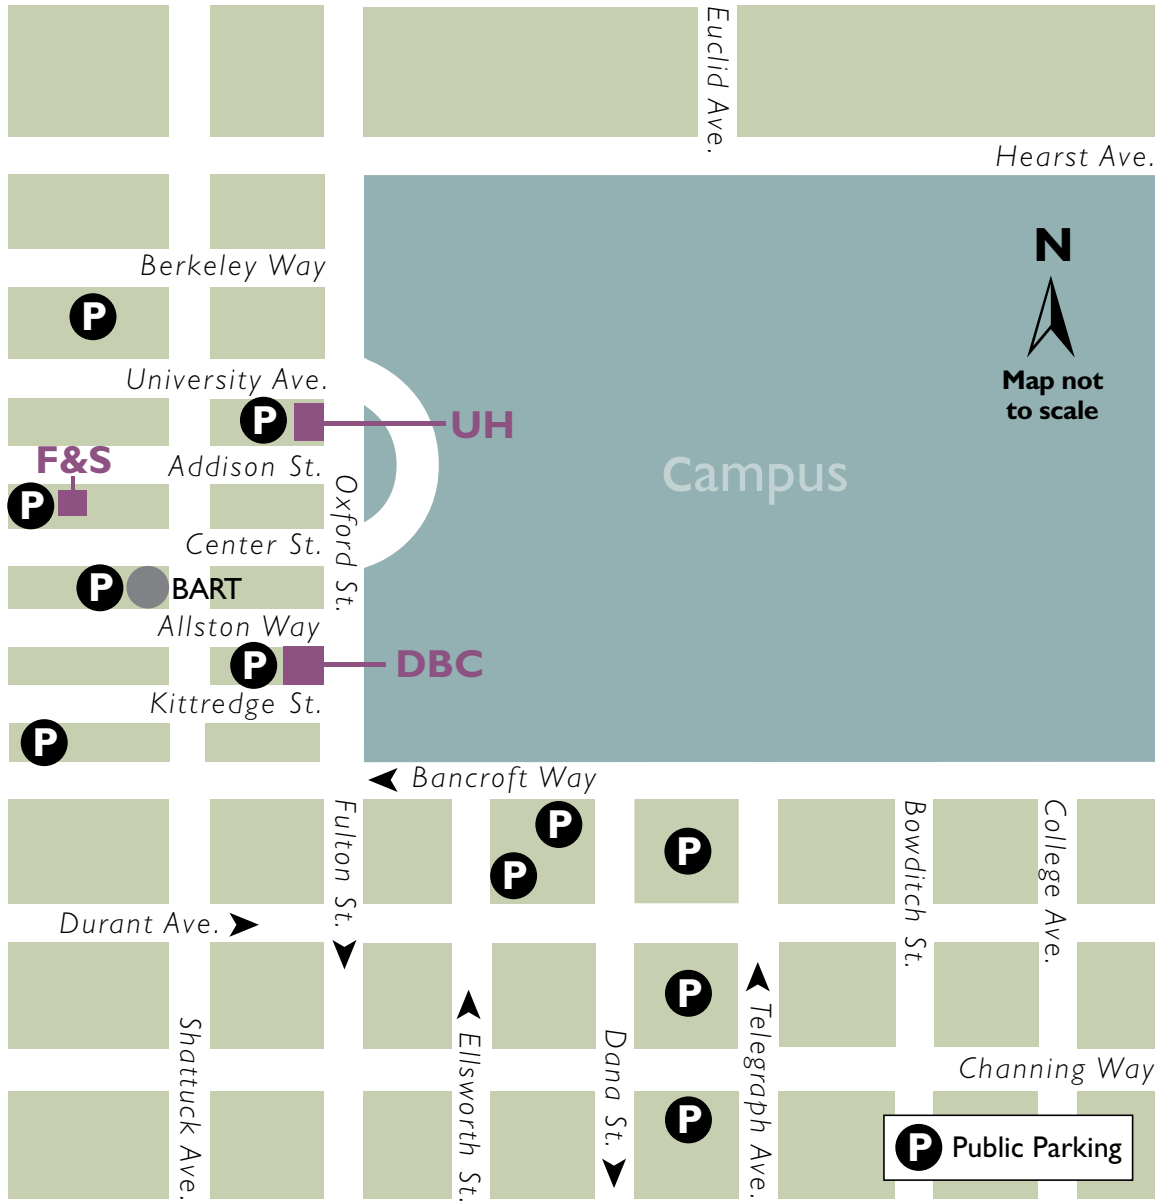 Euclid Ave.
Hearst Ave.
N
Map not
to scale
Berkeley Way
P
University Ave.
P
UH
F&S
Addison St.
Campus
P
Oxford St.
Center St.
P
BART
Allston Way
P
DBC
Kittredge St.
P
Bancroft Way
Fulton St.
P
P
P
Bowditch St.
College Ave.
Durant Ave.
P
Shattuck Ave.
Ellsworth St.
Dana St.
Telegraph Ave.
Channing Way
P
P Public Parking